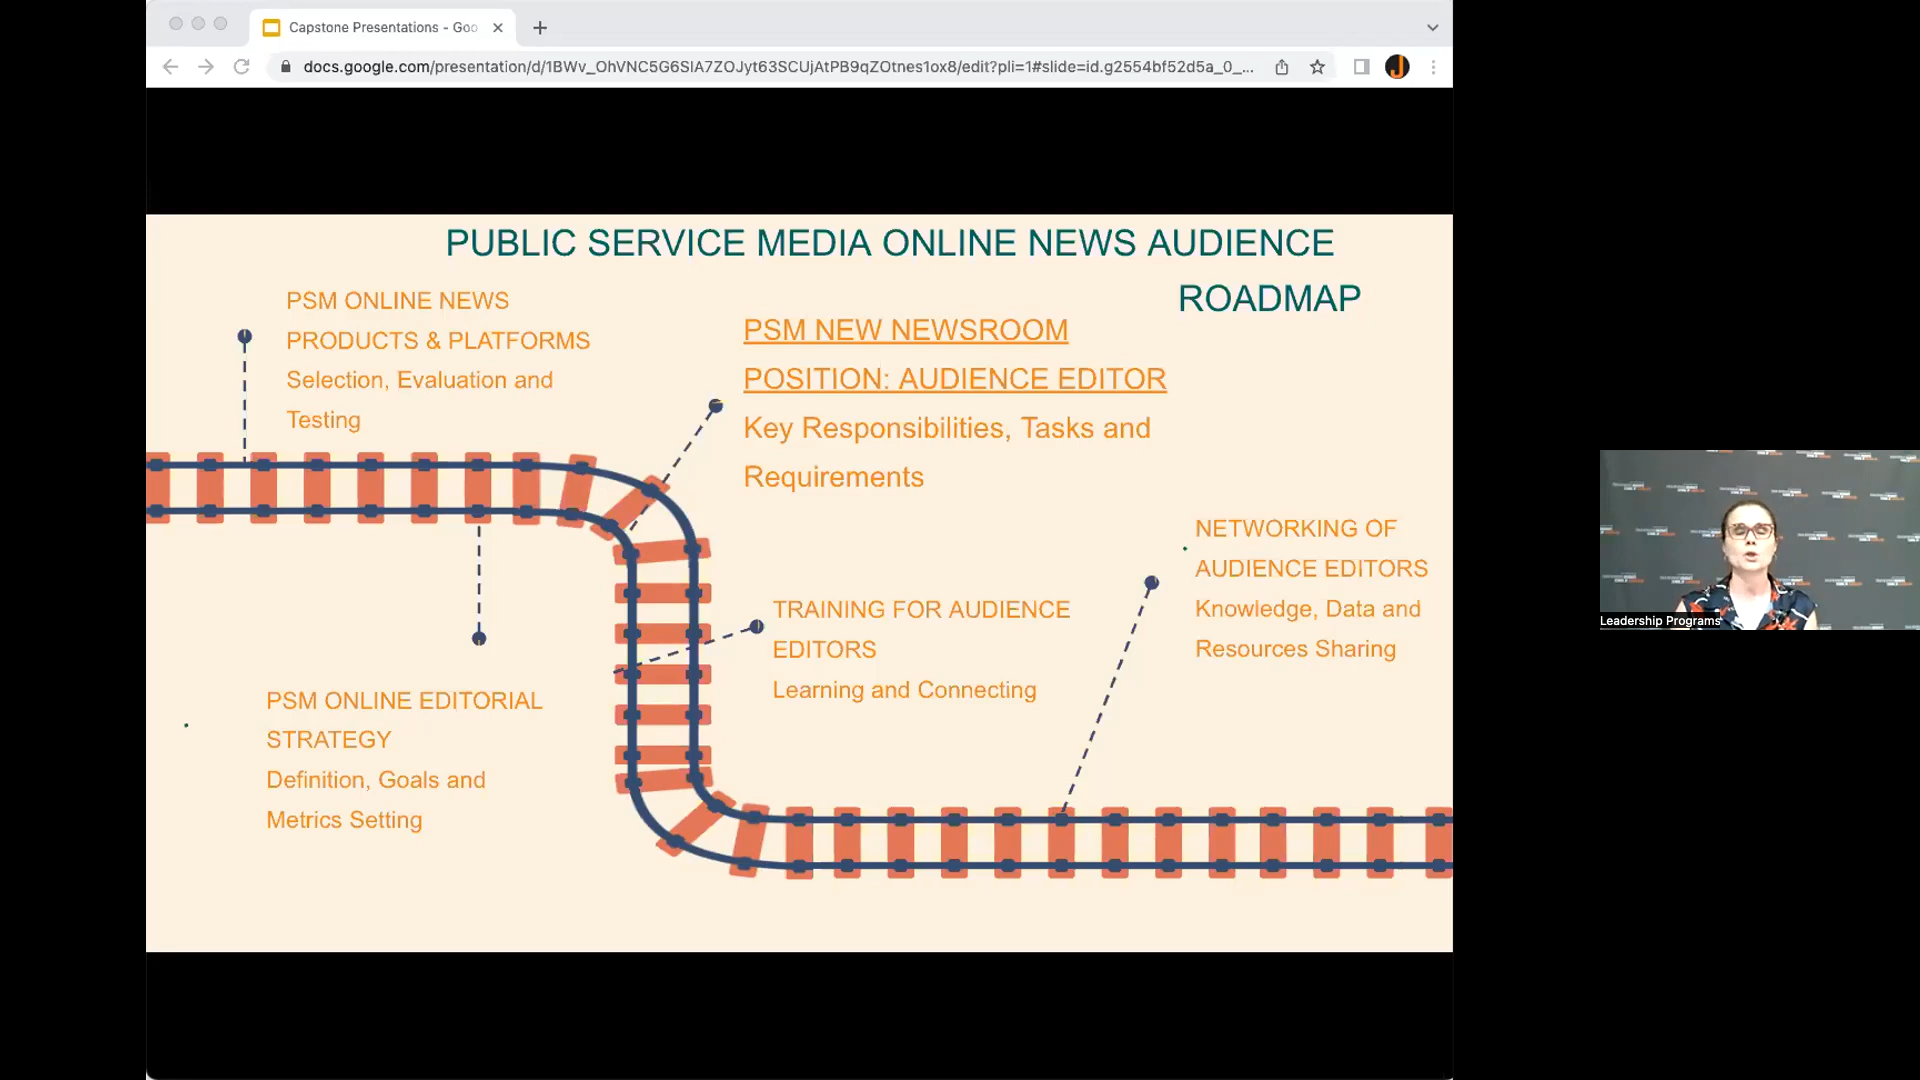 Capstone Presentations - Goo
docs.google.com/presentation/d/1BWv_OhVNC5G6SIA7ZOJyt63SCUjAtPB9qZOtnes1ox8/edit?pli=1#slide=id.g2554bf52d5a_0_...
PUBLIC SERVICE MEDIA ONLINE NEWS AUDIENCE
ROADMAP
PSM ONLINE NEWS
PRODUCTS & PLATFORMS
Selection, Evaluation and
Testing
PSM NEW NEWSROOM
POSITION: AUDIENCE EDITOR
Key Responsibilities, Tasks and
Requirements
NETWORKING OF
AUDIENCE EDITORS
Knowledge, Data and
Resources Sharing
TRAINING FOR AUDIENCE
EDITORS
Learning and Connecting
PSM ONLINE EDITORIAL
STRATEGY
Definition, Goals and
Metrics Setting
Leadership Programs